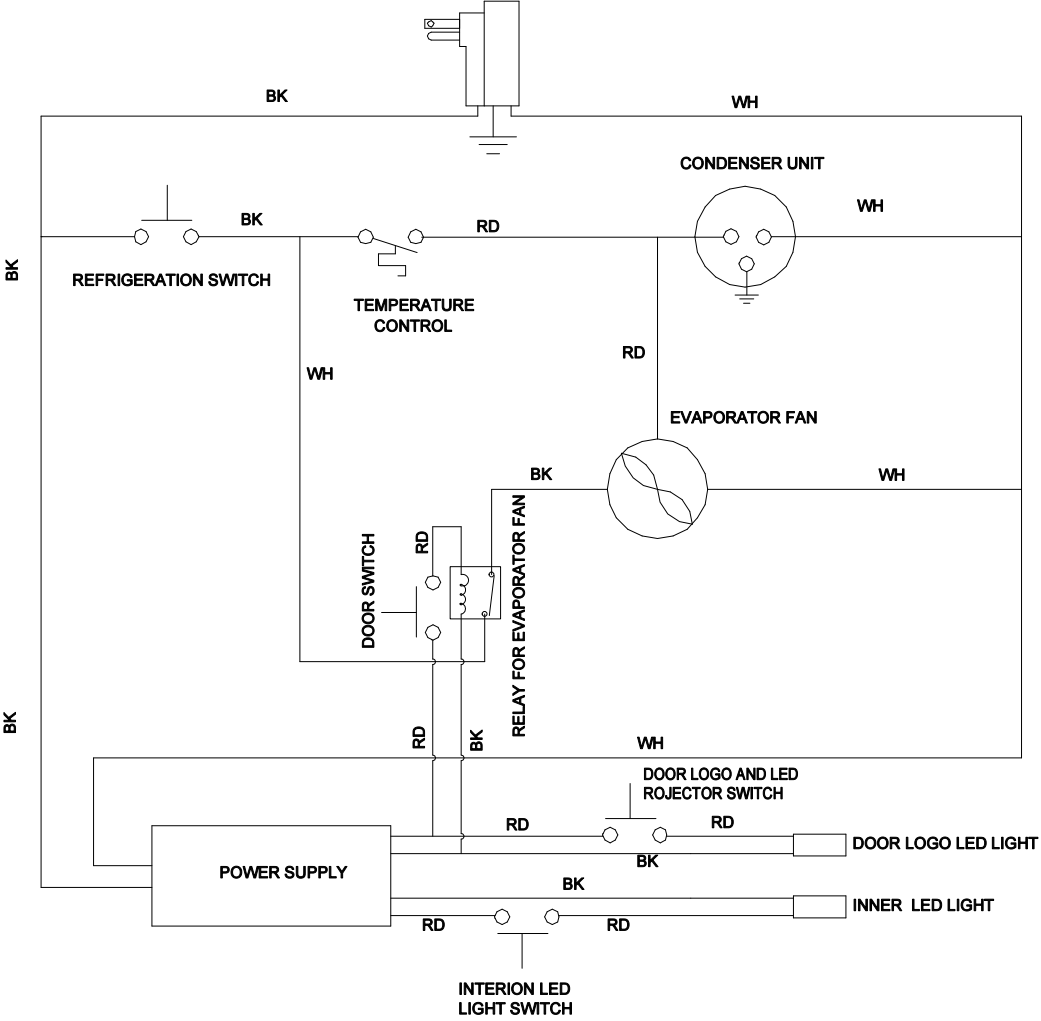 BK
WH
CONDENSER UNIT
BK
RD
WH
BK
REFRIGERATION SWITCH
TEMPERATURE
CONTROL
RD
WH
EVAPORATOR FAN
BK
WH
RD
DOOR SWITCH
RELAY FOR EVAPORATOR FAN
BK
RD
BK
WH
DOOR LOGO AND LED
ROJECTOR SWITCH
RD
RD
DOOR LOGO LED LIGHT
BK
POWER SUPPLY
BK
INNER LED LIGHT
RD
RD
INTERION LED
LIGHT SWITCH